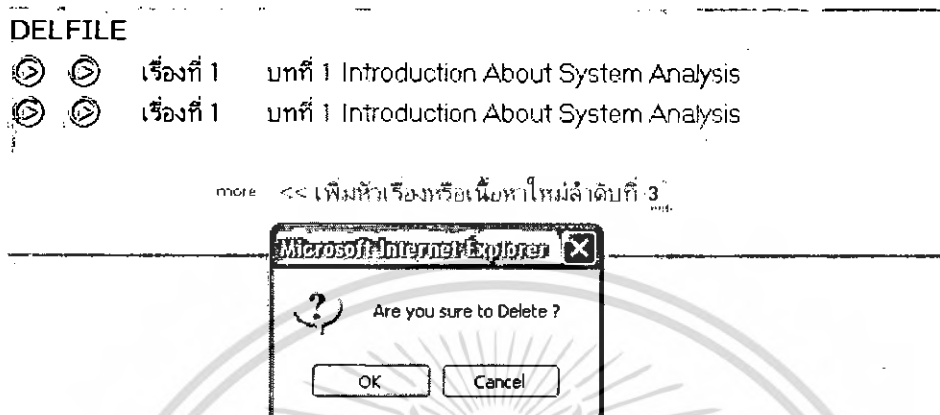 DELFILE
เรื่องที่ 1 บทที่ 1 Introduction About System Analysis
เรื่องที่ 1 บทที่ 1 Introduction About System Analysis
more << เพิ่มหัวเรื่องหรือเนื้อหาใหม่ลำดับที่ 3
Microsoft Internet Explorer
Are you sure to Delete ?
OK Cancel